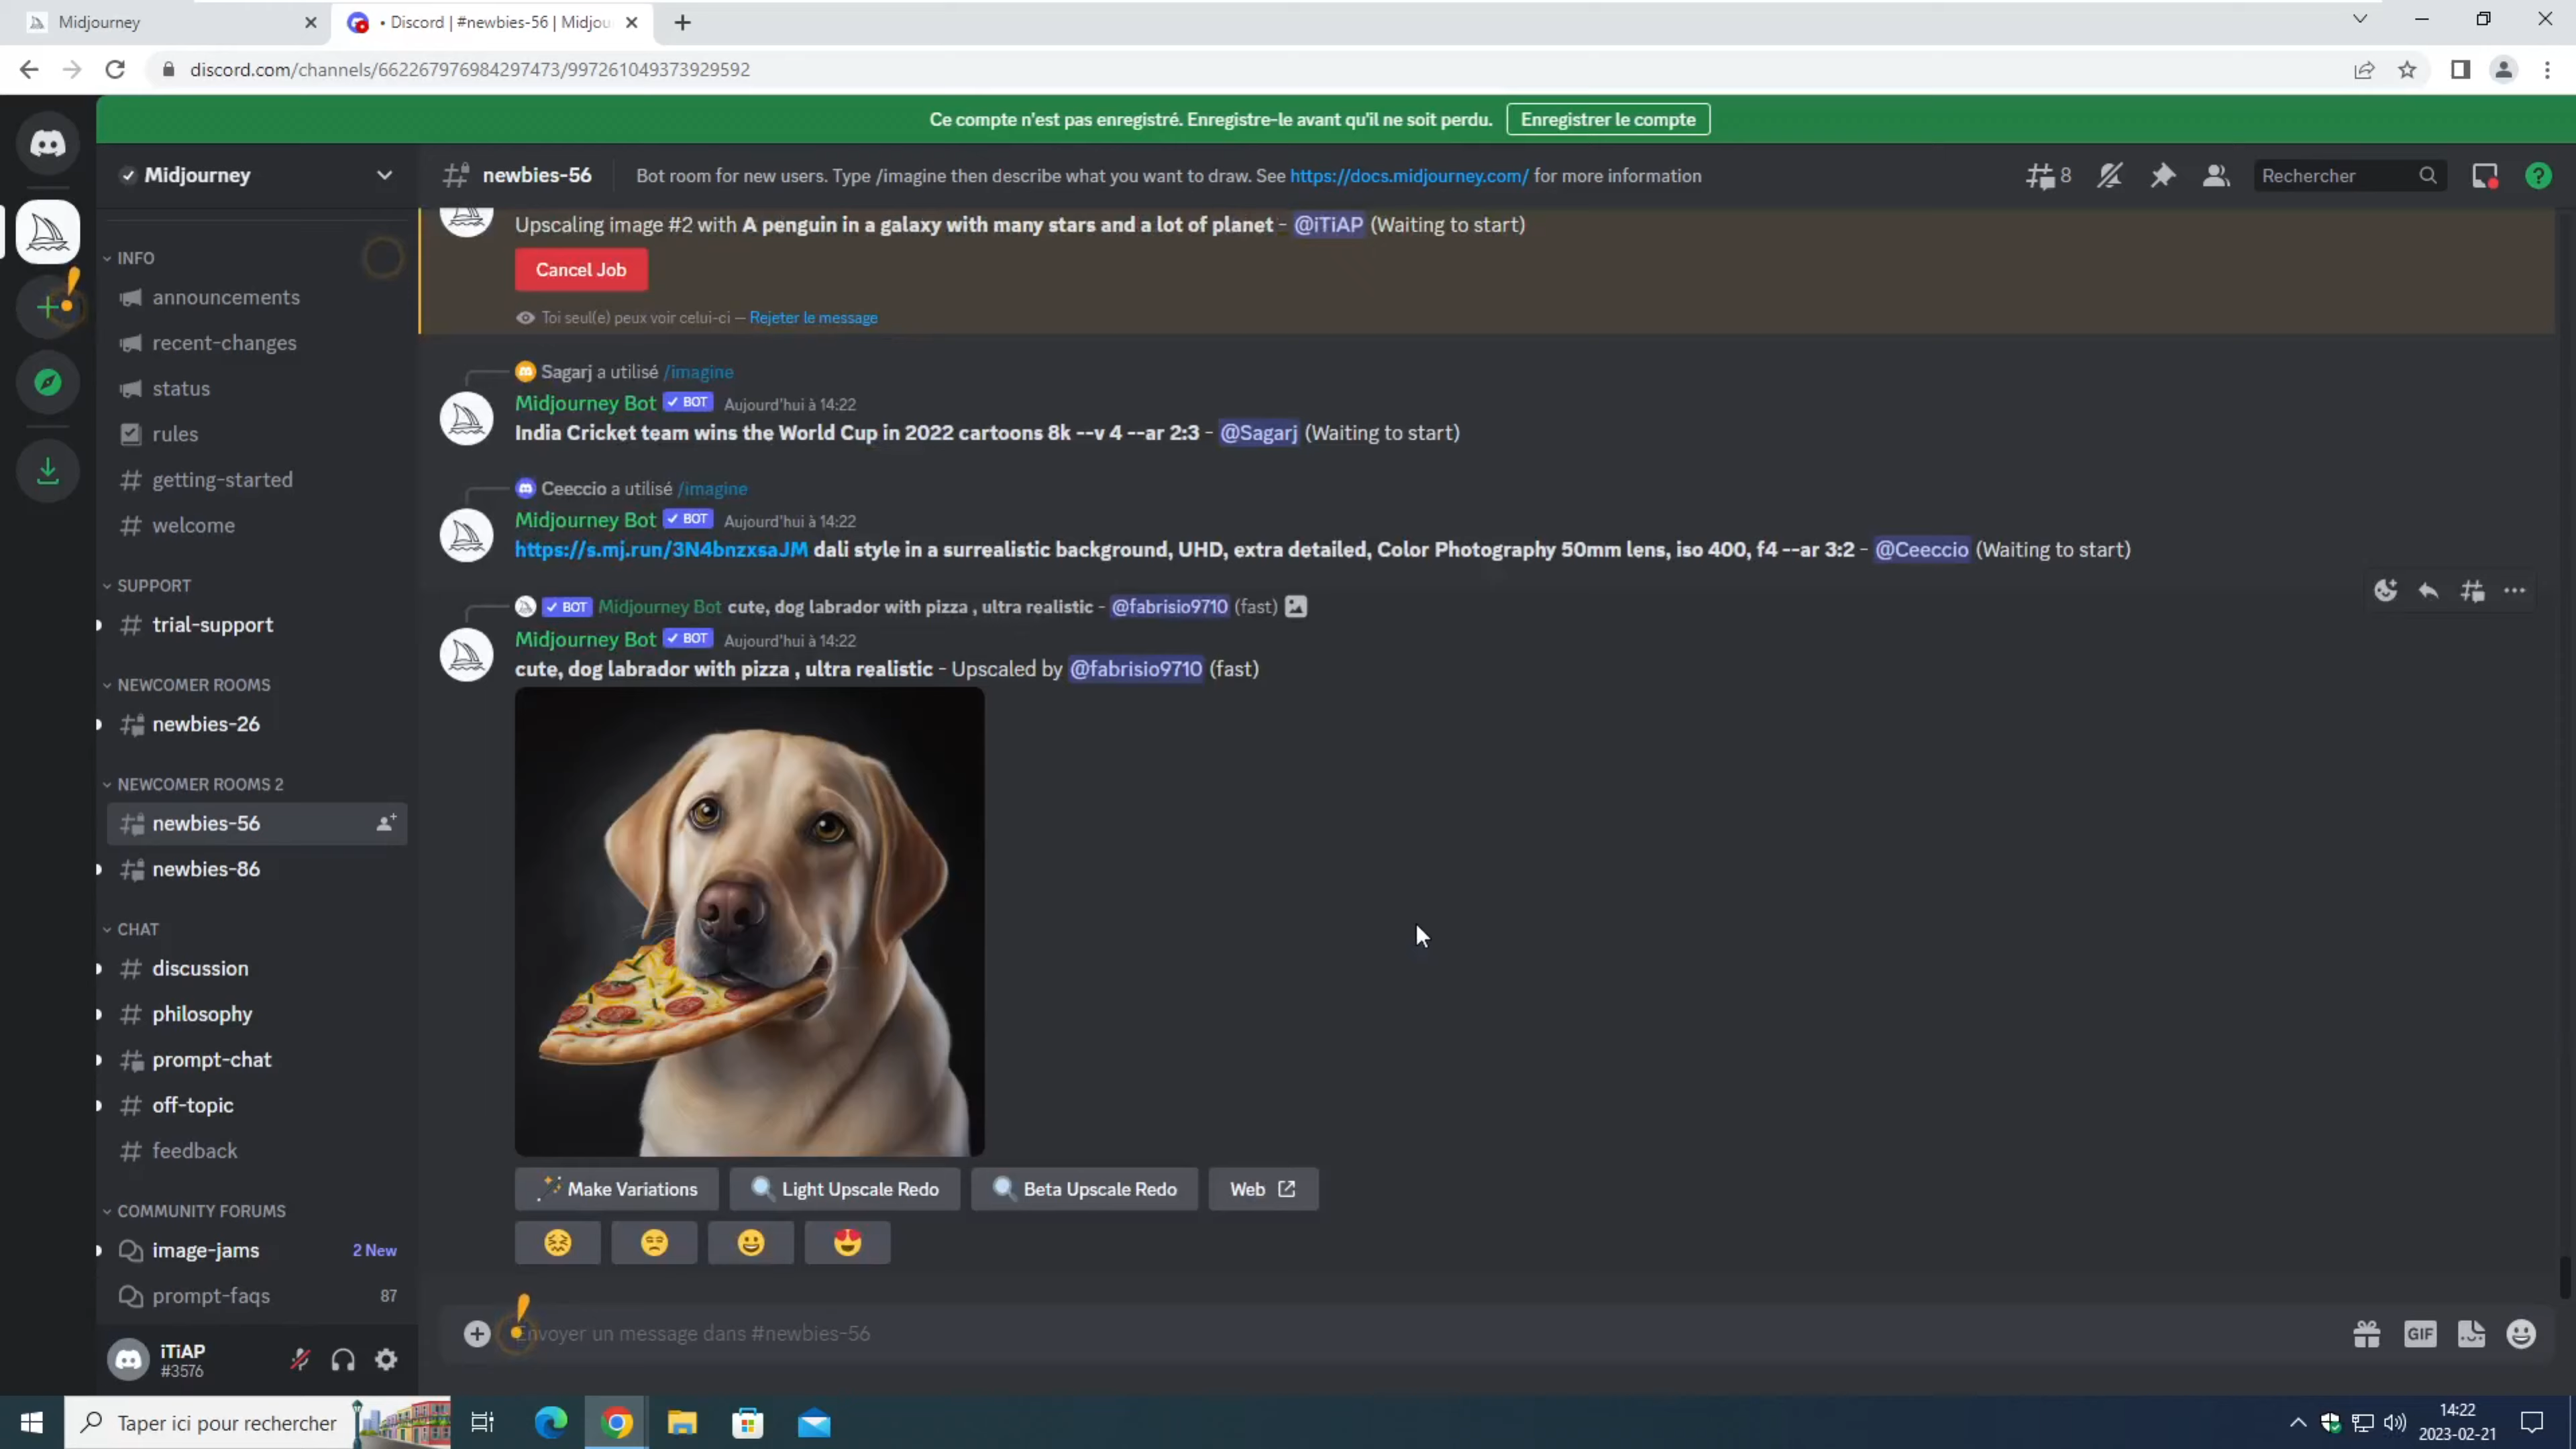 Midjourney
• Discord | #newbies-56 | Midjou
discord.com/channels/662267976984297473/997261049373929592
Ce compte n'est pas enregistré. Enregistre-le avant qu'il ne soit perdu.
Enregistrer le compte
Midjourney
newbies-56
Bot room for new users. Type /imagine then describe what you want to draw. See https://docs.midjourney.com/ for more information
8
Rechercher
INFO
announcements
recent-changes
status
rules
getting-started
welcome
SUPPORT
trial-support
NEWCOMER ROOMS
newbies-26
NEWCOMER ROOMS 2
newbies-56
newbies-86
CHAT
discussion
philosophy
prompt-chat
off-topic
feedback
COMMUNITY FORUMS
image-jams 2 New
prompt-faqs 87
iTiAP
#3576
Upscaling image #2 with A penguin in a galaxy with many stars and a lot of planet - @iTiAP (Waiting to start)
Cancel Job
Toi seul(e) peux voir celui-ci — Rejeter le message
Sagarj a utilisé /imagine
Midjourney Bot ✓ BOT Aujourd'hui à 14:22
India Cricket team wins the World Cup in 2022 cartoons 8k --v 4 --ar 2:3 - @Sagarj (Waiting to start)
Ceeccio a utilisé /imagine
Midjourney Bot ✓ BOT Aujourd'hui à 14:22
https://s.mj.run/3N4bnzxsaJM dali style in a surrealistic background, UHD, extra detailed, Color Photography 50mm lens, iso 400, f4 --ar 3:2 - @Ceeccio (Waiting to start)
✓ BOT Midjourney Bot cute, dog labrador with pizza , ultra realistic - @fabrisio9710 (fast)
Midjourney Bot ✓ BOT Aujourd'hui à 14:22
cute, dog labrador with pizza , ultra realistic - Upscaled by @fabrisio9710 (fast)
Make Variations
Light Upscale Redo
Beta Upscale Redo
Web
Envoyer un message dans #newbies-56
GIF
Taper ici pour rechercher
14:22
2023-02-21